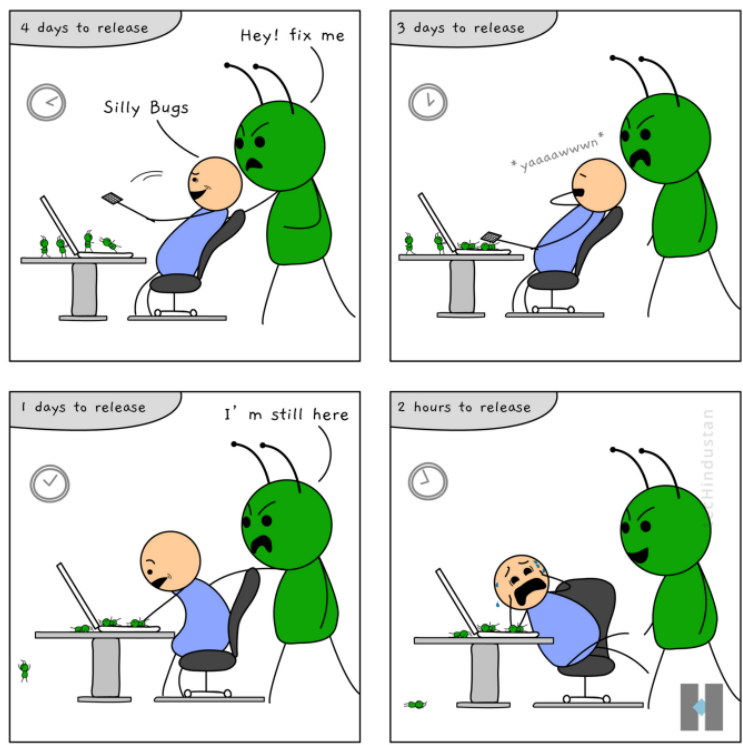 4 days to release
Hey! fix me
Silly Bugs
3 days to release
*yaaaawwwn*
1 days to release
I'm still here
2 hours to release
Hindustan